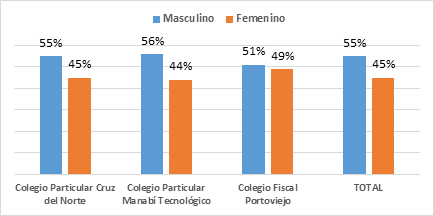 Masculino Femenino
55% 45% 56% 44% 51% 49% 55% 45%
Colegio Particular Cruz
del Norte
Colegio Particular
Manabí Tecnológico
Colegio Fiscal
Portoviejo
TOTAL